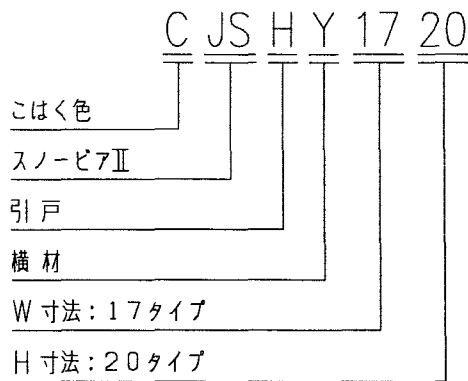 C JS H Y 17 20
こはく色
スノーピアⅡ
引戸
横材
W寸法：17タイプ
H寸法：20タイプ